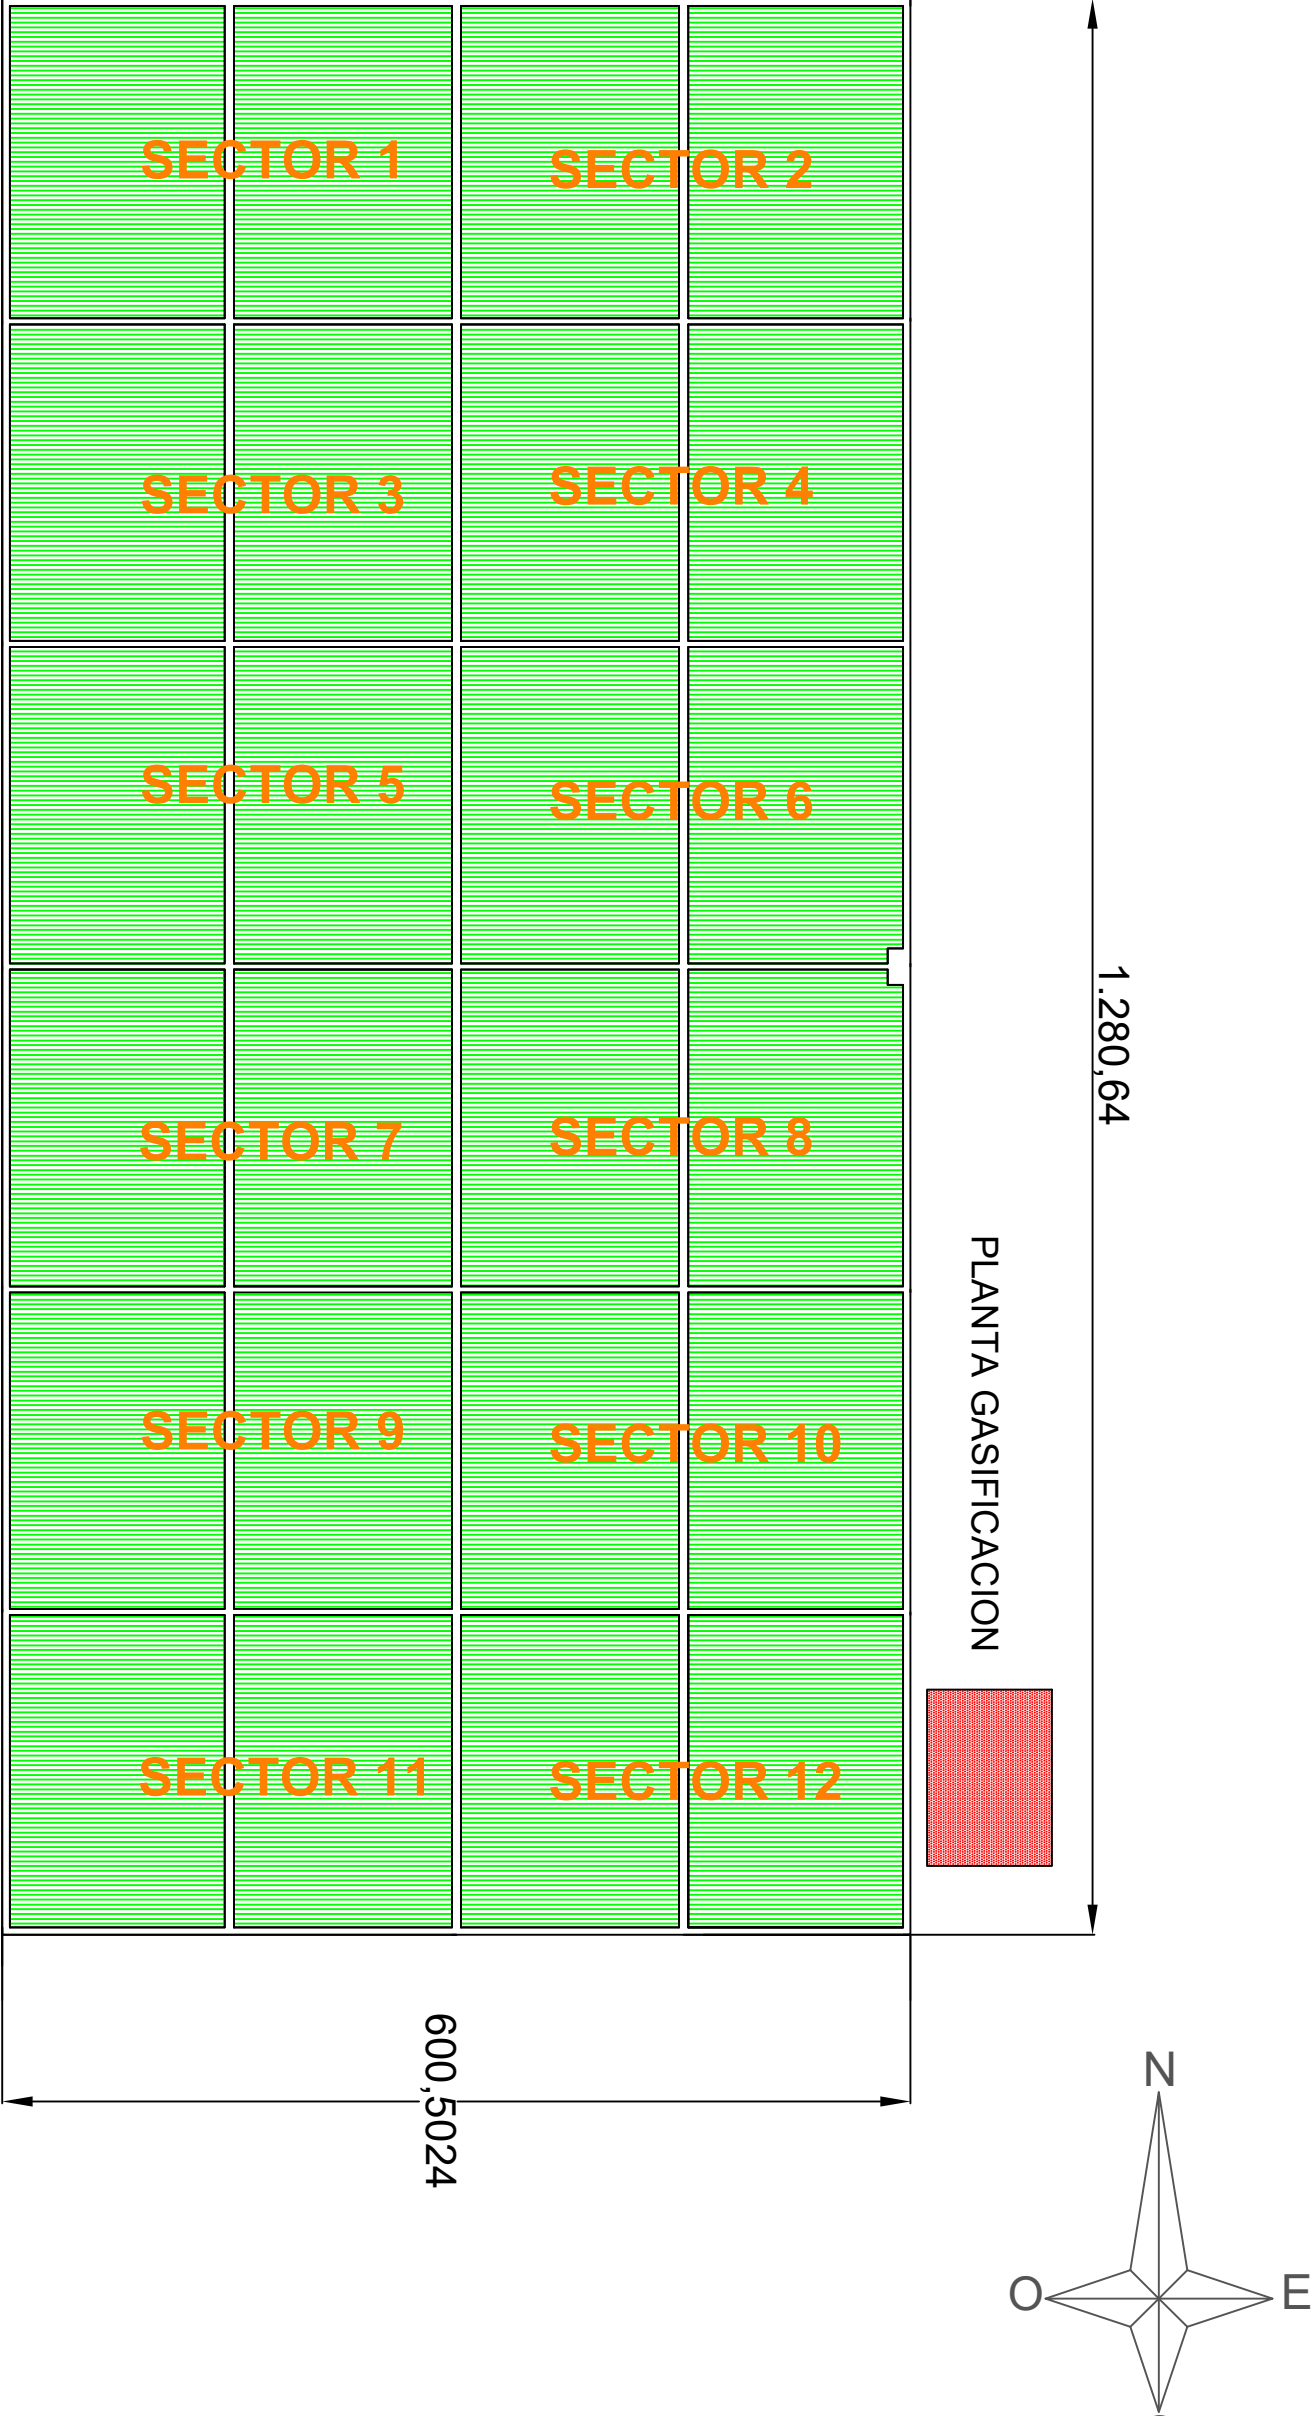 SECTOR 1
SECTOR 2
SECTOR 3
SECTOR 4
SECTOR 5
SECTOR 6
1.280,64
SECTOR 7
SECTOR 8
PLANTA GASIFICACION
SECTOR 9
SECTOR 10
SECTOR 11
SECTOR 12
600,5024
N
O
E